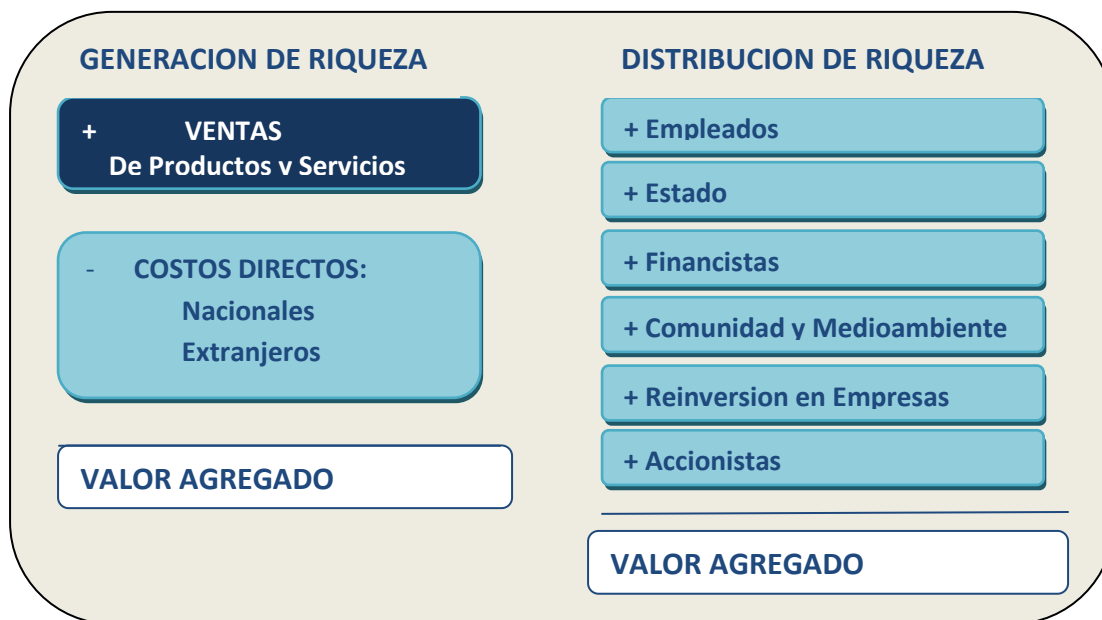 GENERACION DE RIQUEZA
+ VENTAS
De Productos y Servicios
- COSTOS DIRECTOS:
Nacionales
Extranjeros
VALOR AGREGADO
DISTRIBUCION DE RIQUEZA
+ Empleados
+ Estado
+ Financistas
+ Comunidad y Medioambiente
+ Reinversion en Empresas
+ Accionistas
VALOR AGREGADO